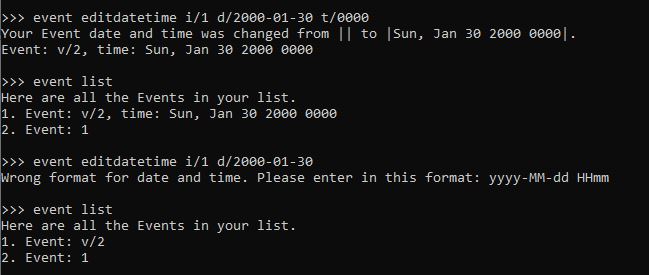 >>> event editdatetime i/1 d/2000-01-30 t/0000
Your Event date and time was changed from || to |Sun, Jan 30 2000 0000|.
Event: v/2, time: Sun, Jan 30 2000 0000
>>> event list
Here are all the Events in your list.
1. Event: v/2, time: Sun, Jan 30 2000 0000
2. Event: 1
>>> event editdatetime i/1 d/2000-01-30
Wrong format for date and time. Please enter in this format: yyyy-MM-dd HHmm
>>> event list
Here are all the Events in your list.
1. Event: v/2
2. Event: 1